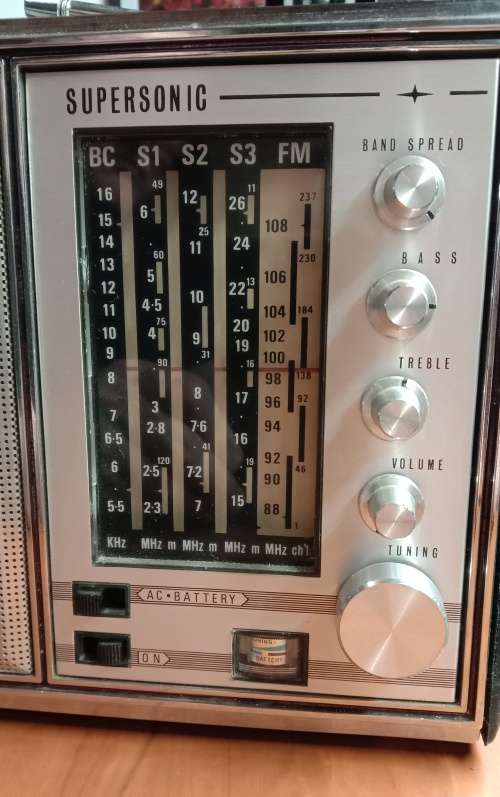 SUPERSONIC
BAND SPREAD
BC S1 S2 S3 FM
49 11 237
16 6 12 26 108
15 25
14 11 24 230
13 60 106
12 5 22 13
11 4·5 10 104 184
10 75 4 9 20 102
9 31 19 100
90 16 138
8 8 17 98
3 96 92
7 2·8 7·6 94
6·5 16
41 92
6 120 2·5 7·2 19 90 46
5·5 2·3 7 15 88 1
KHz MHz m MHz m MHz m MHz ch'l
BASS
TREBLE
VOLUME
TUNING
AC•BATTERY
ON
TUNING
BATTERY